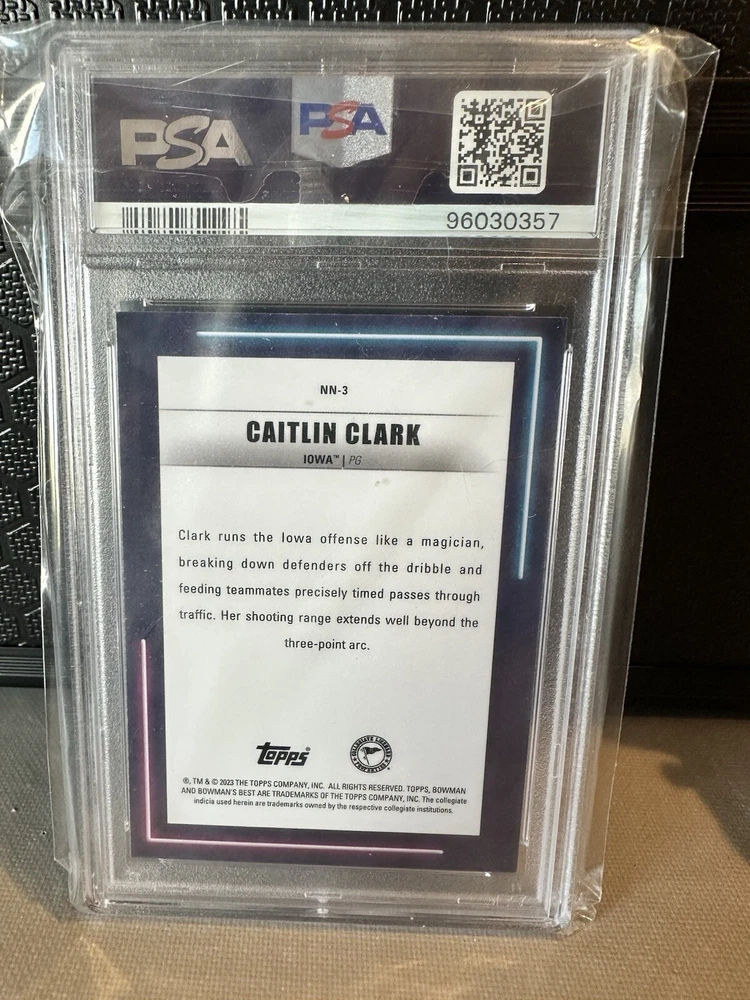 PSA
PSA
96030357
NN-3
CAITLIN CLARK
IOWA™ | PG
Clark runs the Iowa offense like a magician,
breaking down defenders off the dribble and
feeding teammates precisely timed passes through
traffic. Her shooting range extends well beyond the
three-point arc.
topps®
®, TM & © 2023 THE TOPPS COMPANY, INC. ALL RIGHTS RESERVED. TOPPS, BOWMAN
AND BOWMAN'S BEST ARE TRADEMARKS OF THE TOPPS COMPANY, INC. The collegiate
indicia used herein are trademarks owned by the respective collegiate institutions.